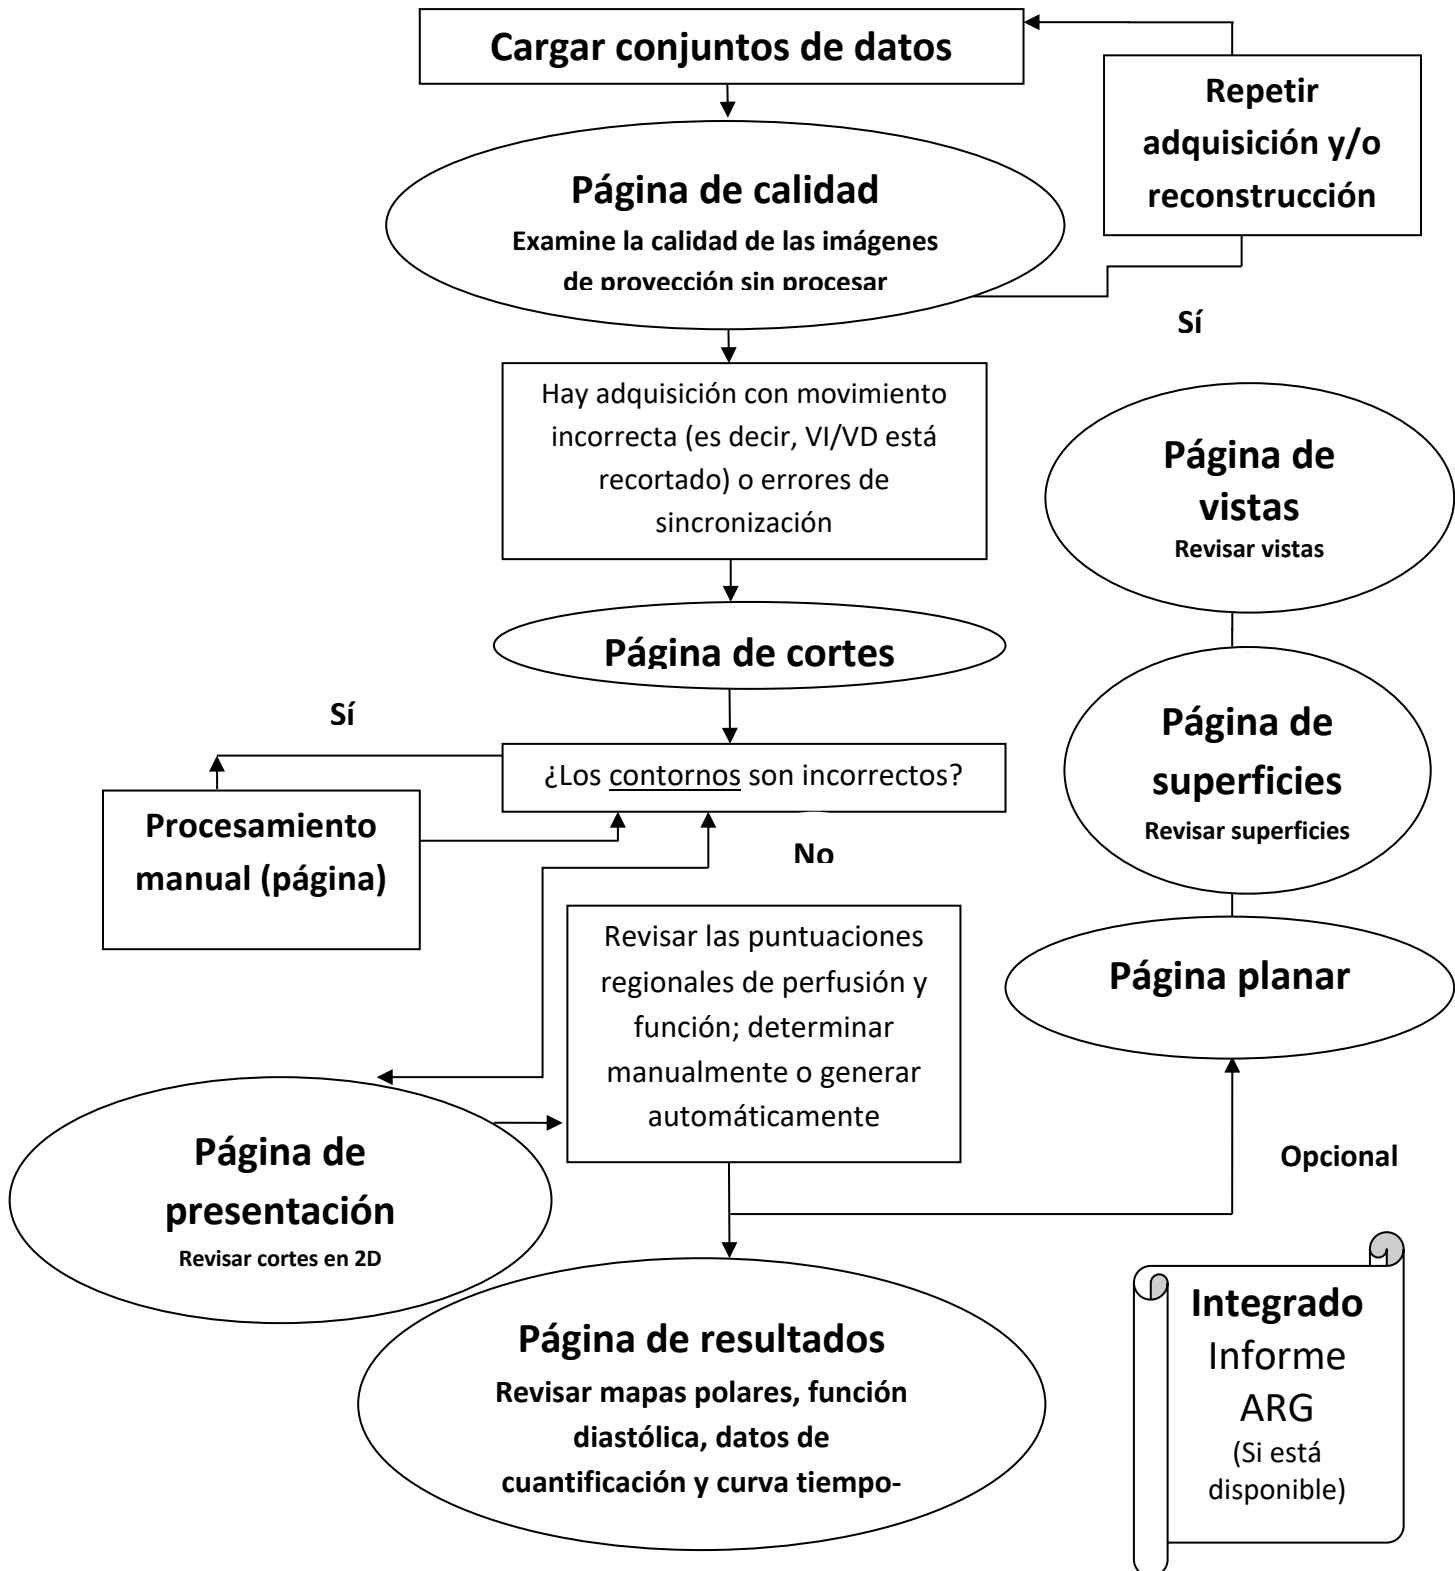 Cargar conjuntos de datos
Repetir
adquisición y/o
reconstrucción
Página de calidad
Examine la calidad de las imágenes
de proyección sin procesar
Sí
Hay adquisición con movimiento
incorrecta (es decir, VI/VD está
recortado) o errores de
sincronización
Página de
vistas
Revisar vistas
Página de cortes
Sí
¿Los contornos son incorrectos?
Página de
superficies
Revisar superficies
Procesamiento
manual (página)
No
Revisar las puntuaciones
regionales de perfusión y
función; determinar
manualmente o generar
automáticamente
Página planar
Página de
presentación
Revisar cortes en 2D
Opcional
Página de resultados
Revisar mapas polares, función
diastólica, datos de
cuantificación y curva tiempo-
Integrado
Informe
ARG
(Si está
disponible)